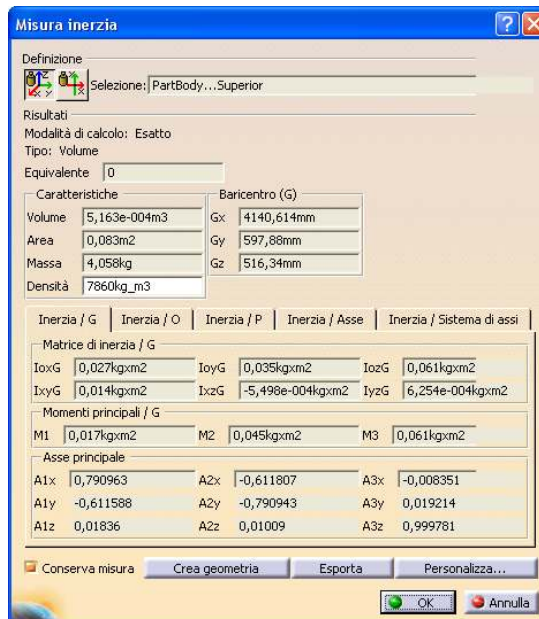 Misura inerzia
Definizione
Selezione: PartBody...Superior
Risultati
Modalità di calcolo: Esatto
Tipo: Volume
Equivalente 0
Caratteristiche Baricentro (G)
Volume 5,163e-004m3 Gx 4140,614mm
Area 0,083m2 Gy 597,88mm
Massa 4,058kg Gz 516,34mm
Densità 7860kg_m3
Inerzia / G Inerzia / O Inerzia / P Inerzia / Asse Inerzia / Sistema di assi
Matrice di inerzia / G
IoxG 0,027kgxm2 IoyG 0,035kgxm2 IozG 0,061kgxm2
IxyG 0,014kgxm2 IxzG -5,498e-004kgxm2 IyzG 6,254e-004kgxm2
Momenti principali / G
M1 0,017kgxm2 M2 0,045kgxm2 M3 0,061kgxm2
Asse principale
A1x 0,790963 A2x -0,611807 A3x -0,008351
A1y -0,611588 A2y -0,790943 A3y 0,019214
A1z 0,01836 A2z 0,01009 A3z 0,999781
Conserva misura Crea geometria Esporta Personalizza...
OK Annulla